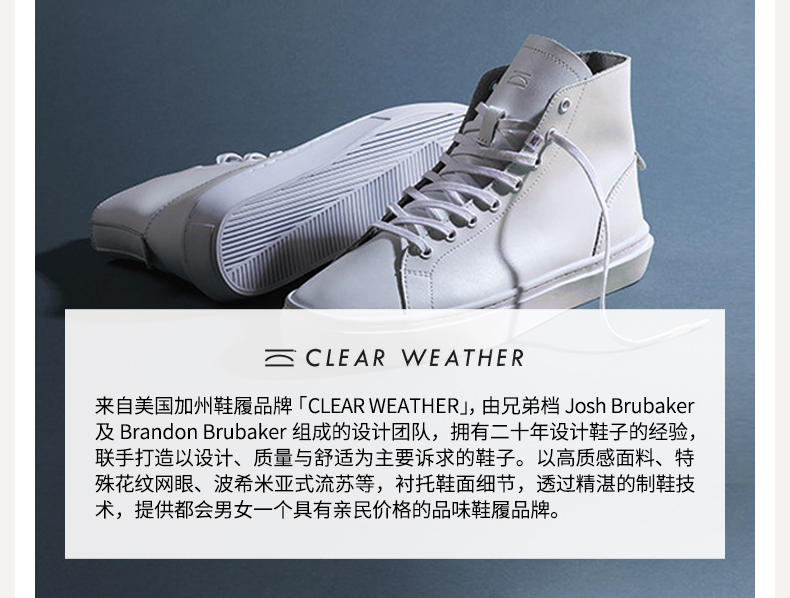 CLEAR WEATHER
来自美国加州鞋履品牌「CLEAR WEATHER」，由兄弟档 Josh Brubaker
及 Brandon Brubaker 组成的设计团队，拥有二十年设计鞋子的经验，
联手打造以设计、质量与舒适为主要诉求的鞋子。以高质感面料、特
殊花纹网眼、波希米亚式流苏等，衬托鞋面细节，透过精湛的制鞋技
术，提供都会男女一个具有亲民价格的品味鞋履品牌。